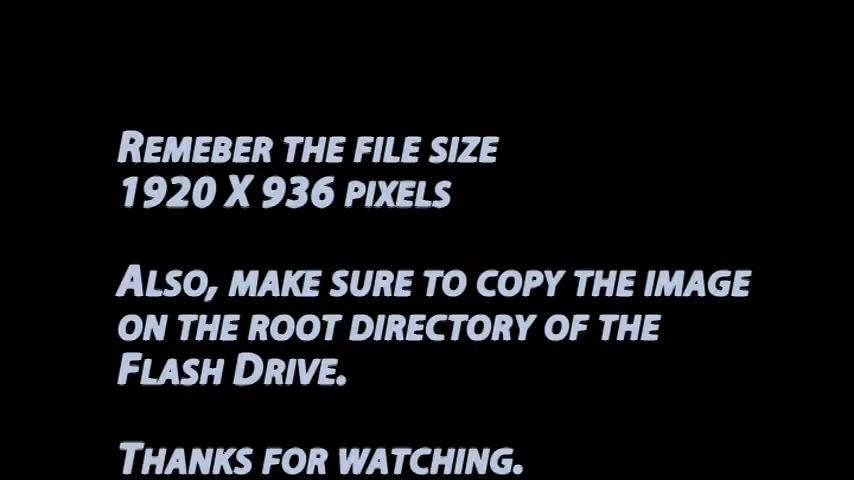 Remeber the file size
1920 x 936 pixels
Also, make sure to copy the image
on the root directory of the
Flash Drive.
Thanks for watching.